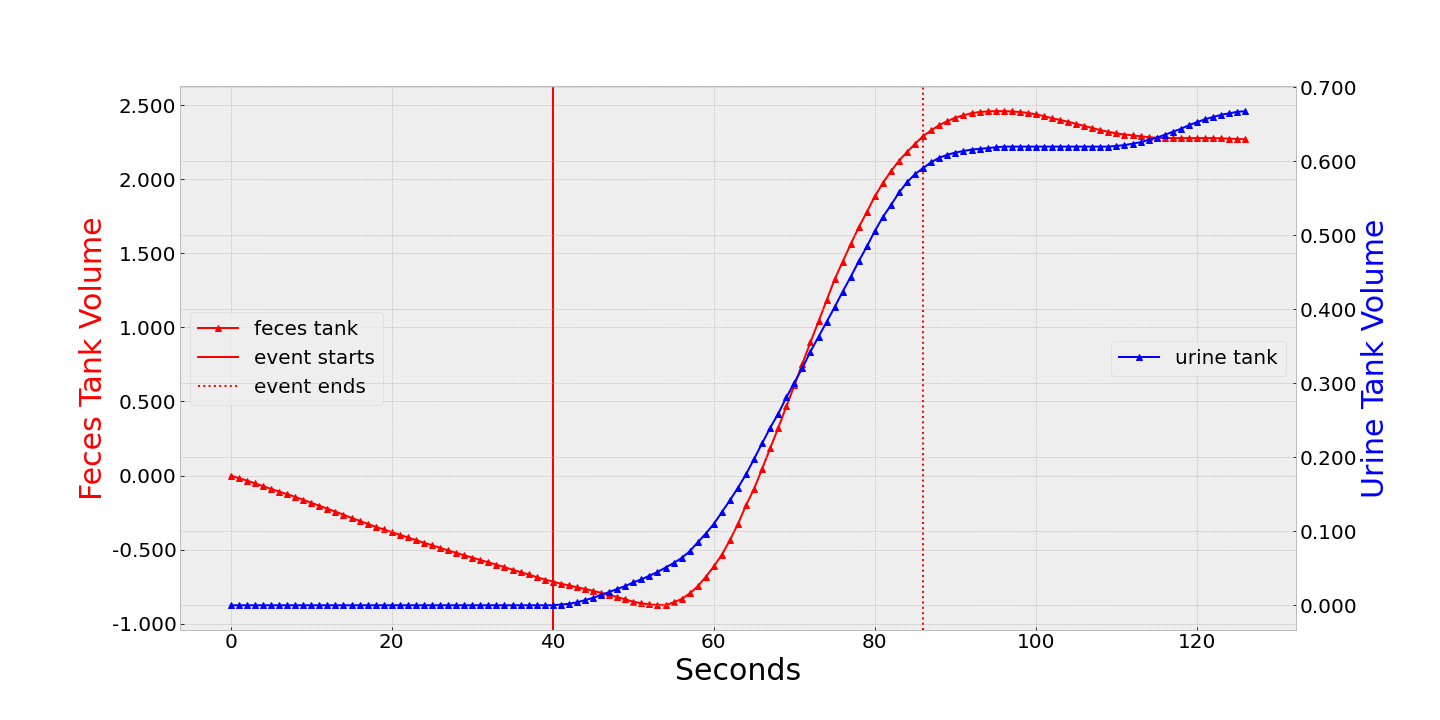 Feces Tank Volume
2.500
2.000
1.500
1.000
0.500
0.000
-0.500
-1.000
feces tank
event starts
event ends
urine tank
0.700
0.600
0.500
0.400
0.300
0.200
0.100
0.000
Urine Tank Volume
0 20 40 60 80 100 120
Seconds